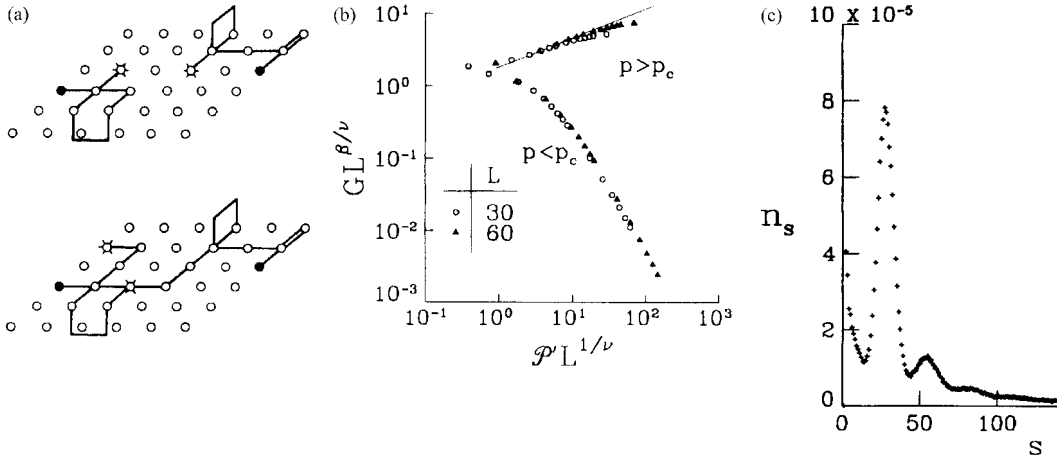 (a)
(b)
GL^{β/ν}
10^1
10^0
10^{-1}
10^{-2}
10^{-3}
p>p_c
p<p_c
L
30
60
10^{-1}
10^0
10^1
10^2
10^3
𝒫′L^{1/ν}
(c)
10 x 10^{-5}
8
6
4
2
0
n_s
0
50
100
s